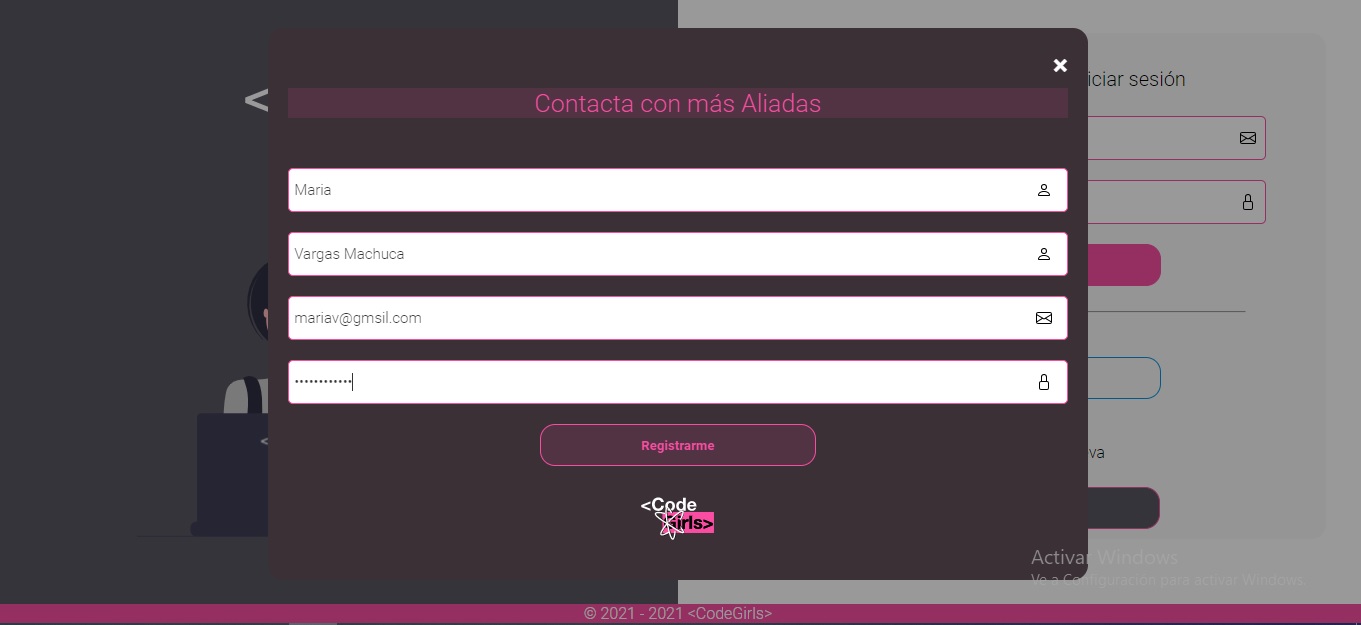 <
iciar sesión
Contacta con más Aliadas
Maria
Vargas Machuca
mariav@gmsil.com
••••••••••••
Registrarme
<
va
<Code
Girls>
Activar Windows
Ve a Configuración para activar Windows
© 2021 - 2021 <CodeGirls>